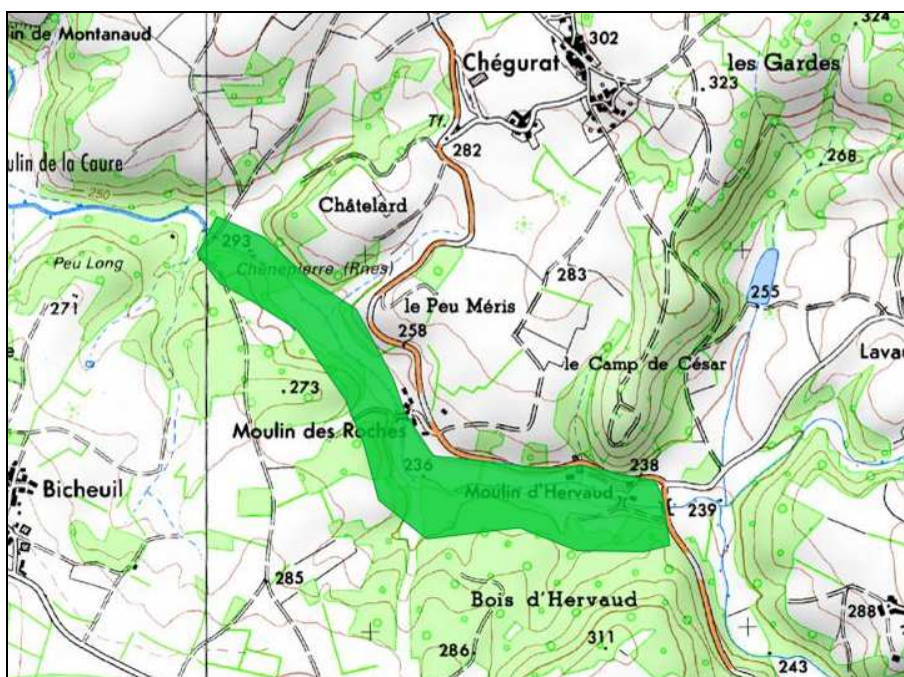 324
in de Montanaud
302
Chégurat
les Gardes
323
Tf.
282
268
ulin de la Caure
250
Châtelard
293
Peu Long
Chênepierre (Rnes)
283
271
le Peu Méris
255
258
le Camp de César
Lavau
273
Moulin des Roches
236
238
Bicheuil
Moulin d'Hervaud
239
285
Bois d'Hervaud
288
311
286
243